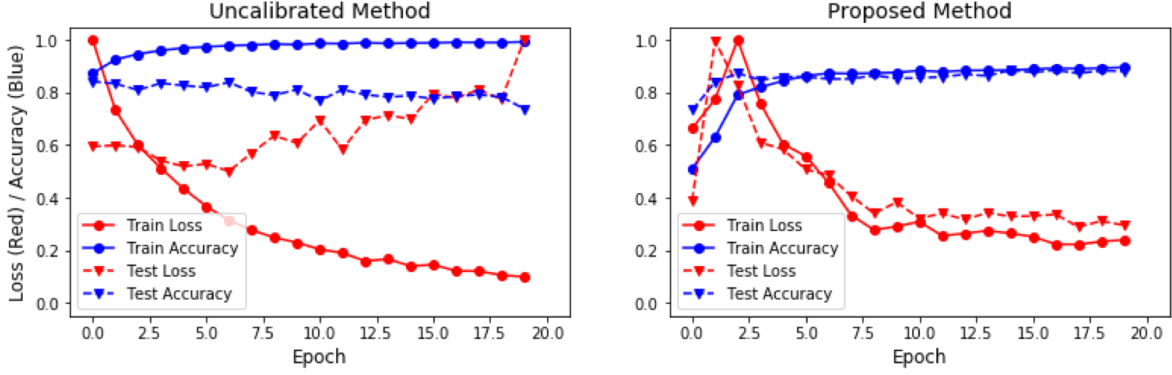 Uncalibrated Method
Loss (Red) / Accuracy (Blue)
1.0
0.8
0.6
0.4
0.2
0.0
Train Loss
Train Accuracy
Test Loss
Test Accuracy
0.0 2.5 5.0 7.5 10.0 12.5 15.0 17.5 20.0
Epoch
Proposed Method
1.0
0.8
0.6
0.4
0.2
0.0
Train Loss
Train Accuracy
Test Loss
Test Accuracy
0.0 2.5 5.0 7.5 10.0 12.5 15.0 17.5 20.0
Epoch